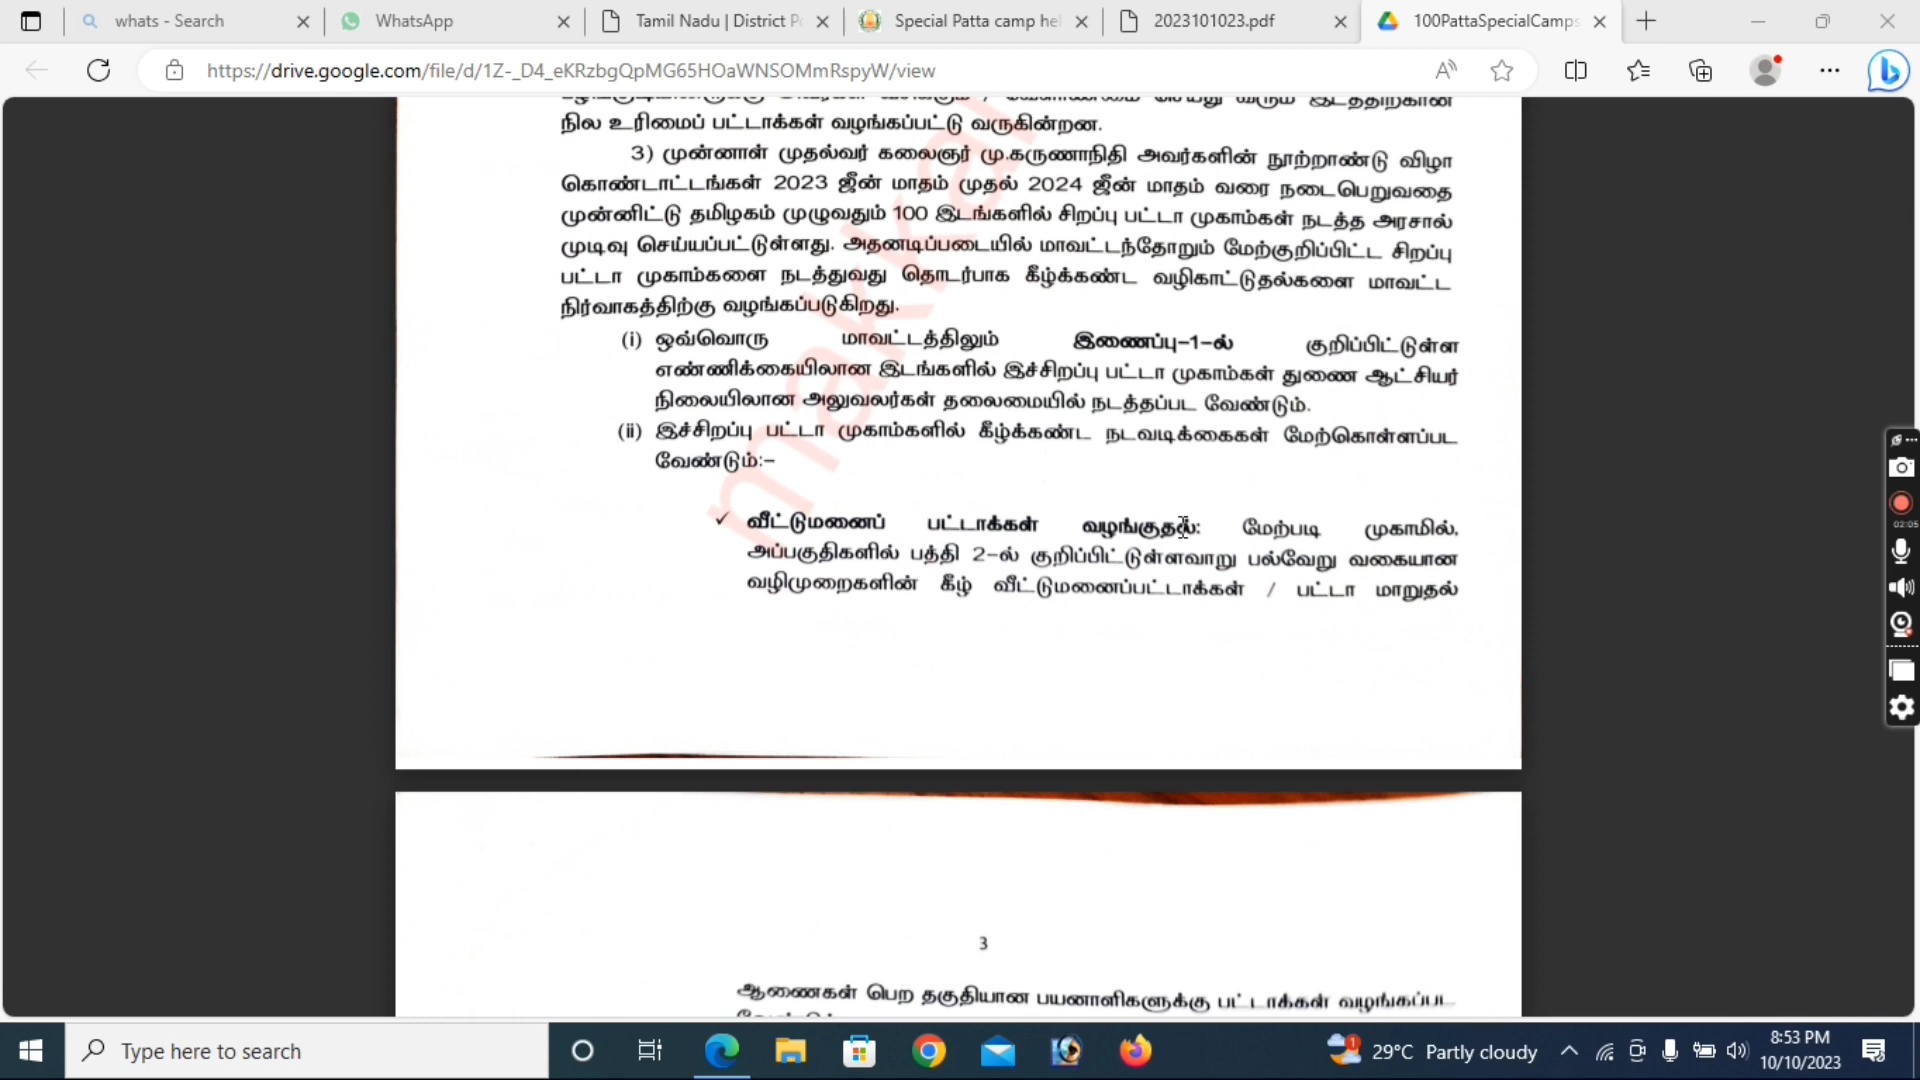 whats - Search
WhatsApp
Tamil Nadu | District P
Special Patta camp hel
2023101023.pdf
100PattaSpecialCamps
https://drive.google.com/file/d/1Z-_D4_eKRzbgQpMG65HOaWNSOMmRspyW/view
நில உரிமைப் பட்டாக்கள் வழங்கப்பட்டு வருகின்றன.
3) முன்னாள் முதல்வர் கலைஞர் மு.கருணாநிதி அவர்களின் நூற்றாண்டு விழா
கொண்டாட்டங்கள் 2023 ஜீன் மாதம் முதல் 2024 ஜீன் மாதம் வரை நடைபெறுவதை
முன்னிட்டு தமிழகம் முழுவதும் 100 இடங்களில் சிறப்பு பட்டா முகாம்கள் நடத்த அரசால்
முடிவு செய்யப்பட்டுள்ளது. அதனடிப்படையில் மாவட்டந்தோறும் மேற்குறிப்பிட்ட சிறப்பு
பட்டா முகாம்களை நடத்துவது தொடர்பாக கீழ்க்கண்ட வழிகாட்டுதல்களை மாவட்ட
நிர்வாகத்திற்கு வழங்கப்படுகிறது.
(i) ஒவ்வொரு மாவட்டத்திலும் இணைப்பு-1-ல் குறிப்பிட்டுள்ள
எண்ணிக்கையிலான இடங்களில் இச்சிறப்பு பட்டா முகாம்கள் துணை ஆட்சியர்
நிலையிலான அலுவலர்கள் தலைமையில் நடத்தப்பட வேண்டும்.
(ii) இச்சிறப்பு பட்டா முகாம்களில் கீழ்க்கண்ட நடவடிக்கைகள் மேற்கொள்ளப்பட
வேண்டும்:-
✓ வீட்டுமனைப் பட்டாக்கள் வழங்குதல்: மேற்படி முகாமில்,
அப்பகுதிகளில் பத்தி 2-ல் குறிப்பிட்டுள்ளவாறு பல்வேறு வகையான
வழிமுறைகளின் கீழ் வீட்டுமனைப்பட்டாக்கள் / பட்டா மாறுதல்
makkal
3
ஆணைகள் பெற தகுதியான பயனாளிகளுக்கு பட்டாக்கள் வழங்கப்பட
02:05
Type here to search
1
29°C Partly cloudy
8:53 PM
10/10/2023